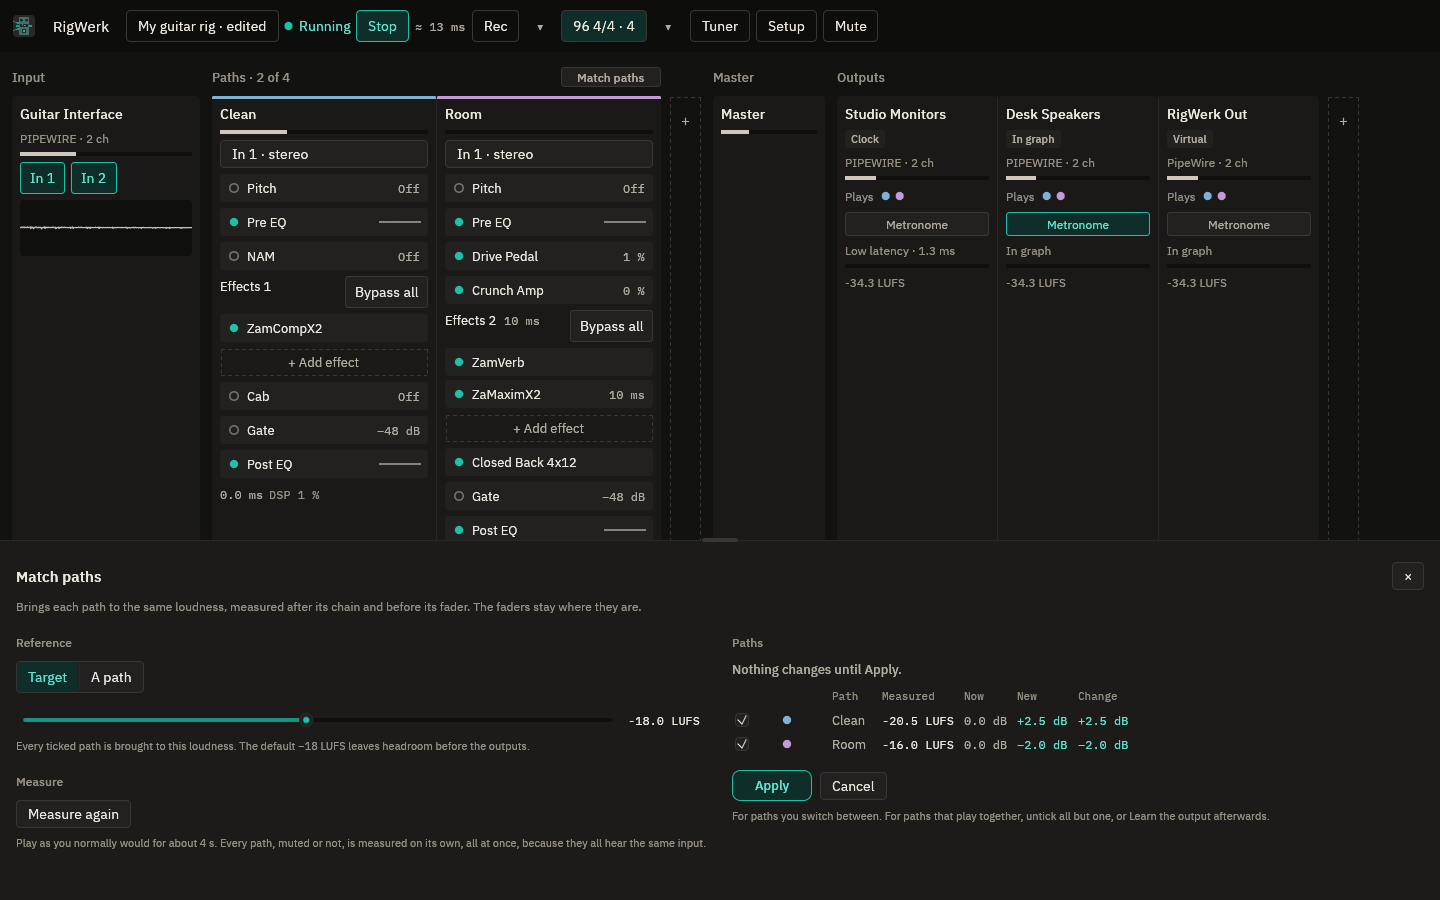 RigWerk
My guitar rig · edited
Running
Stop
≈ 13 ms
Rec
▾
96 4/4 · 4
▾
Tuner
Setup
Mute
Input
Paths · 2 of 4
Match paths
Master
Outputs
Guitar Interface
PIPEWIRE · 2 ch
In 1
In 2
Clean
In 1 · stereo
Pitch Off
Pre EQ
NAM Off
Effects 1
Bypass all
ZamCompX2
+ Add effect
Cab Off
Gate −48 dB
Post EQ
0.0 ms DSP 1 %
Room
In 1 · stereo
Pitch Off
Pre EQ
Drive Pedal 1 %
Crunch Amp 0 %
Effects 2 10 ms
Bypass all
ZamVerb
ZaMaximX2 10 ms
+ Add effect
Closed Back 4x12
Gate −48 dB
Post EQ
+
Master
Studio Monitors
Clock
PIPEWIRE · 2 ch
Plays
Metronome
Low latency · 1.3 ms
-34.3 LUFS
Desk Speakers
In graph
PIPEWIRE · 2 ch
Plays
Metronome
In graph
-34.3 LUFS
RigWerk Out
Virtual
PipeWire · 2 ch
Plays
Metronome
In graph
-34.3 LUFS
+
Match paths
×
Brings each path to the same loudness, measured after its chain and before its fader. The faders stay where they are.
Reference
Target
A path
-18.0 LUFS
Every ticked path is brought to this loudness. The default −18 LUFS leaves headroom before the outputs.
Measure
Measure again
Play as you normally would for about 4 s. Every path, muted or not, is measured on its own, all at once, because they all hear the same input.
Paths
Nothing changes until Apply.
Path Measured Now New Change
Clean -20.5 LUFS 0.0 dB +2.5 dB +2.5 dB
Room -16.0 LUFS 0.0 dB −2.0 dB −2.0 dB
Apply
Cancel
For paths you switch between. For paths that play together, untick all but one, or Learn the output afterwards.